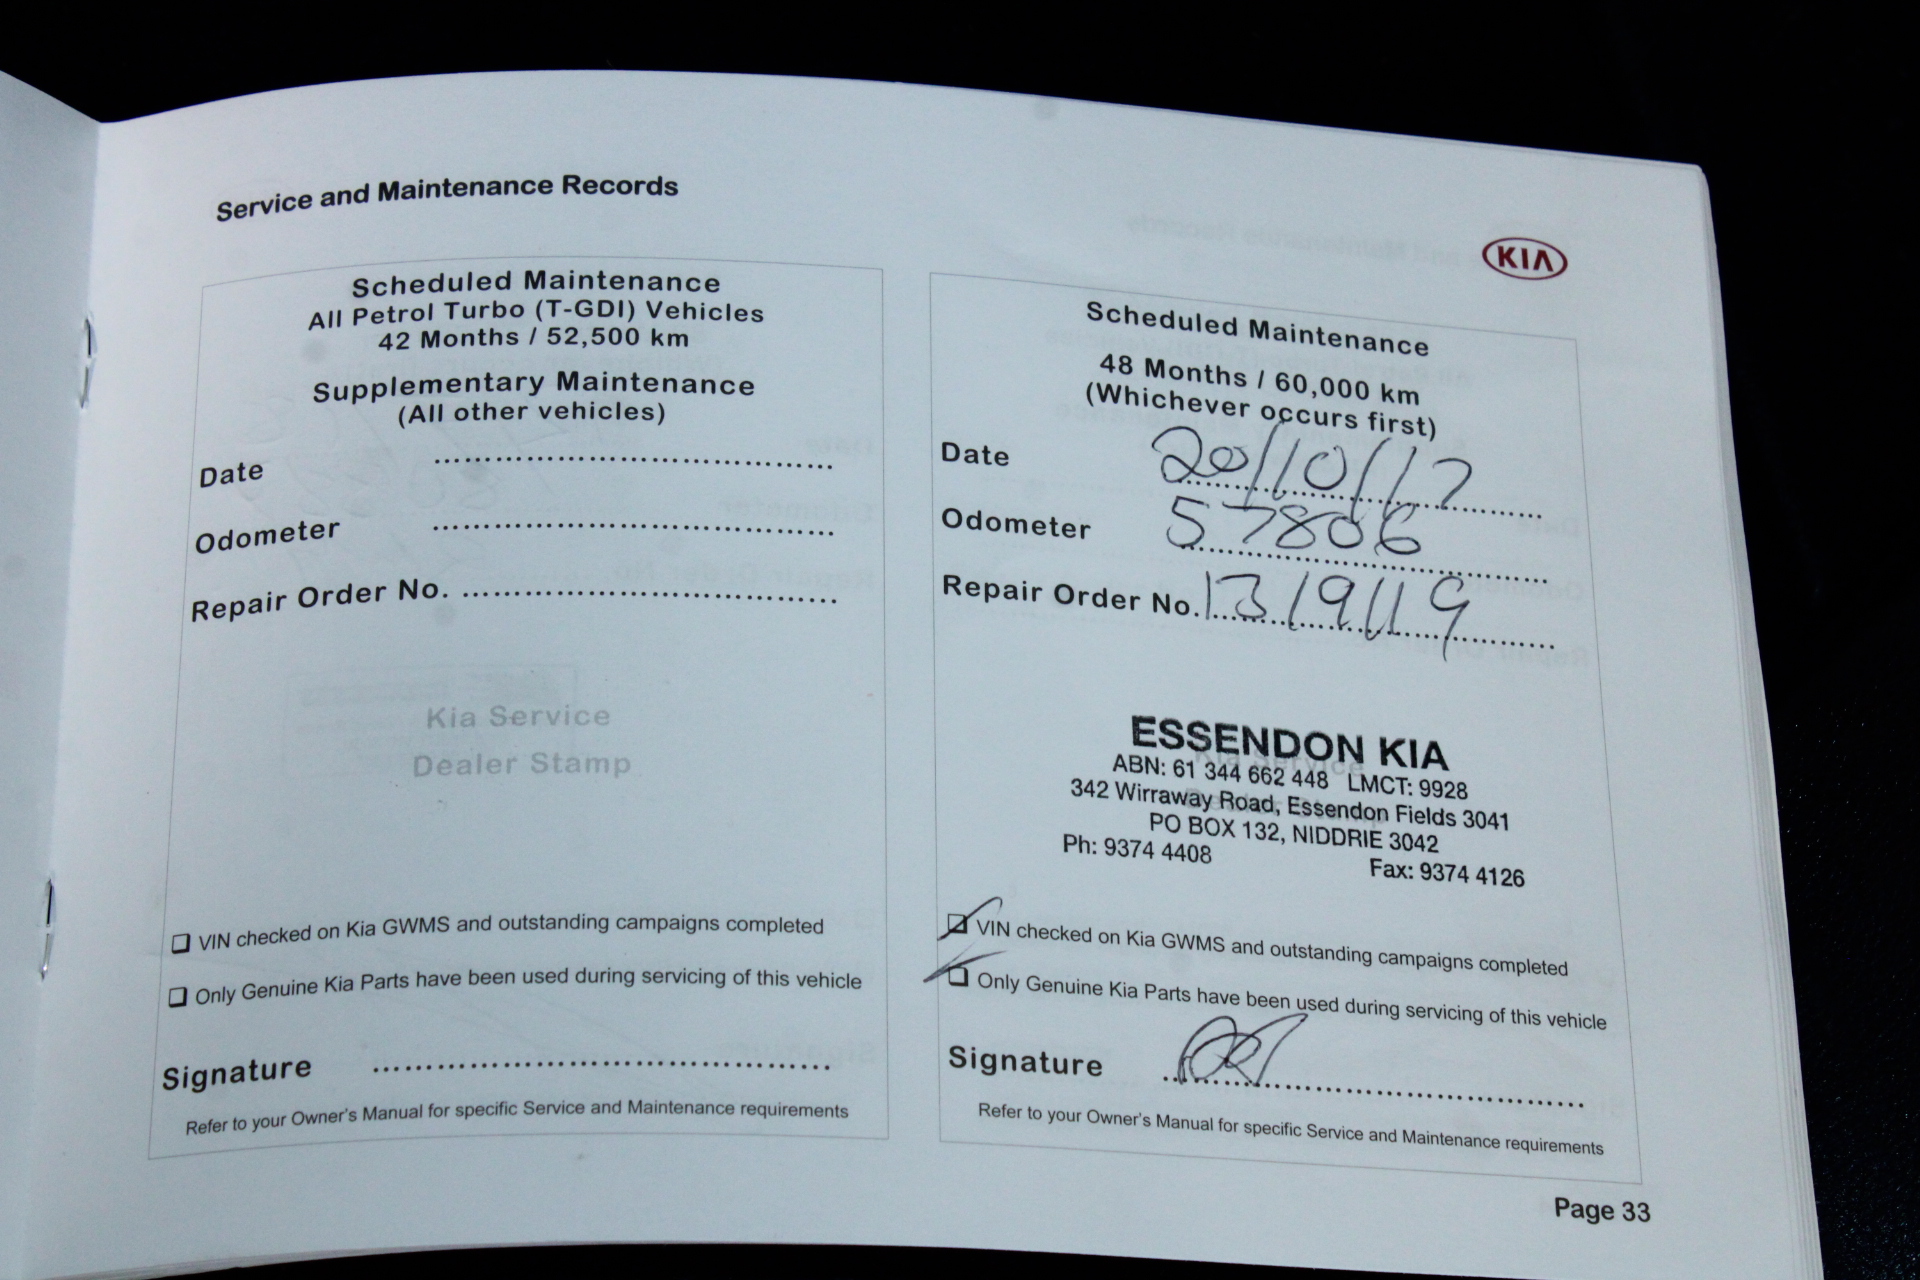 Service and Maintenance Records
KIA
Scheduled Maintenance
All Petrol Turbo (T-GDI) Vehicles
42 Months / 52,500 km
Supplementary Maintenance
(All other vehicles)
Date
Odometer
Repair Order No.
Kia Service
Dealer Stamp
❑ VIN checked on Kia GWMS and outstanding campaigns completed
❑ Only Genuine Kia Parts have been used during servicing of this vehicle
Signature
Refer to your Owner's Manual for specific Service and Maintenance requirements
Scheduled Maintenance
48 Months / 60,000 km
(Whichever occurs first)
Date 20/10/17
Odometer 57806
Repair Order No. 1319119
Kia Service
Dealer Stamp
ESSENDON KIA
ABN: 61 344 662 448 LMCT: 9928
342 Wirraway Road, Essendon Fields 3041
PO BOX 132, NIDDRIE 3042
Ph: 9374 4408 Fax: 9374 4126
❑ VIN checked on Kia GWMS and outstanding campaigns completed
❑ Only Genuine Kia Parts have been used during servicing of this vehicle
Signature
Refer to your Owner's Manual for specific Service and Maintenance requirements
Page 33